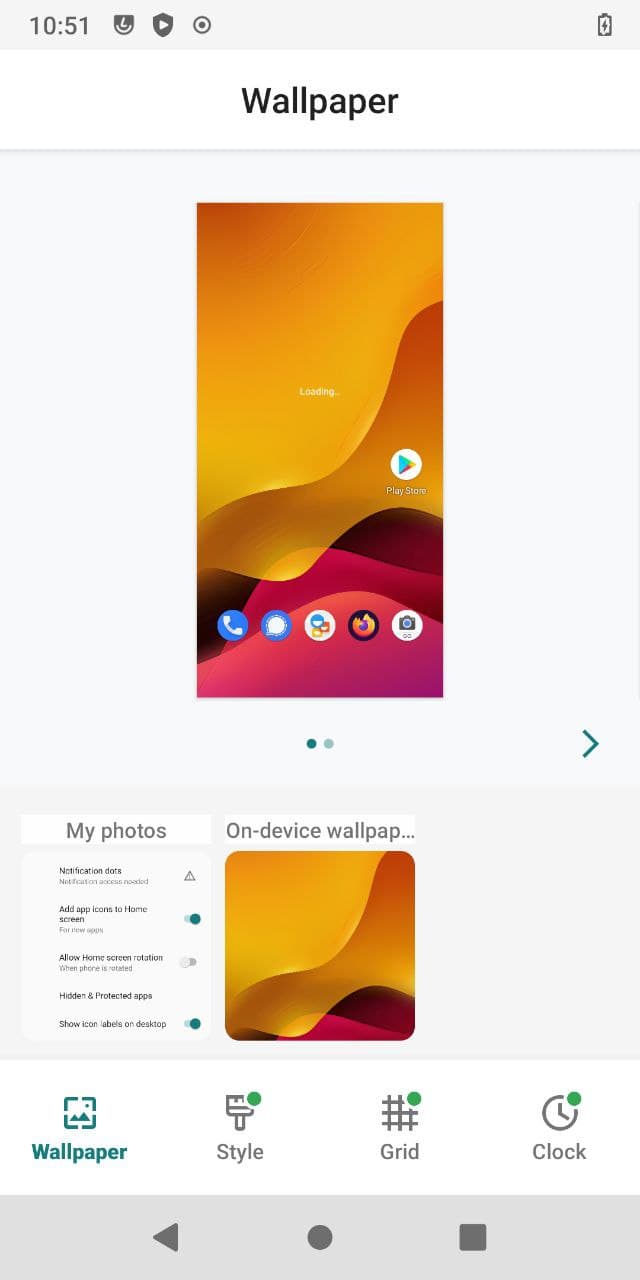 10:51
Wallpaper
Loading...
Play Store
GO
My photos
On-device wallpap...
Notification dots
Notification access needed
Add app icons to Home
screen
For new apps
Allow Home screen rotation
When phone is rotated
Hidden & Protected apps
Show icon labels on desktop
Wallpaper
Style
Grid
Clock